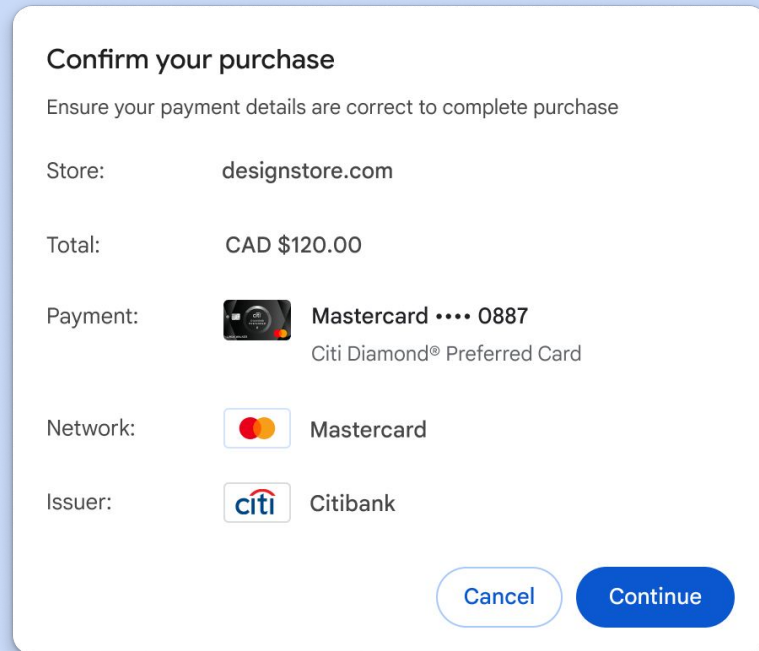 Confirm your purchase
Ensure your payment details are correct to complete purchase
Store: designstore.com
Total: CAD $120.00
Payment: Mastercard •••• 0887
Citi Diamond® Preferred Card
Network: Mastercard
Issuer: citi Citibank
Cancel Continue